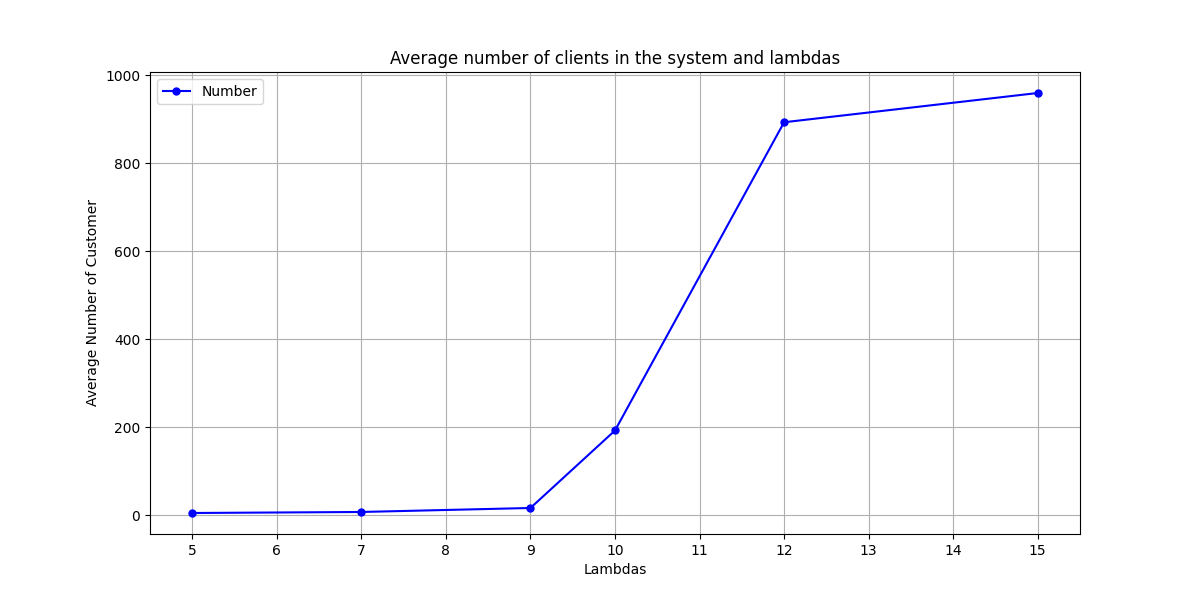 Average number of clients in the system and lambdas
Number
1000
800
600
400
200
0
Average Number of Customer
5 6 7 8 9 10 11 12 13 14 15
Lambdas